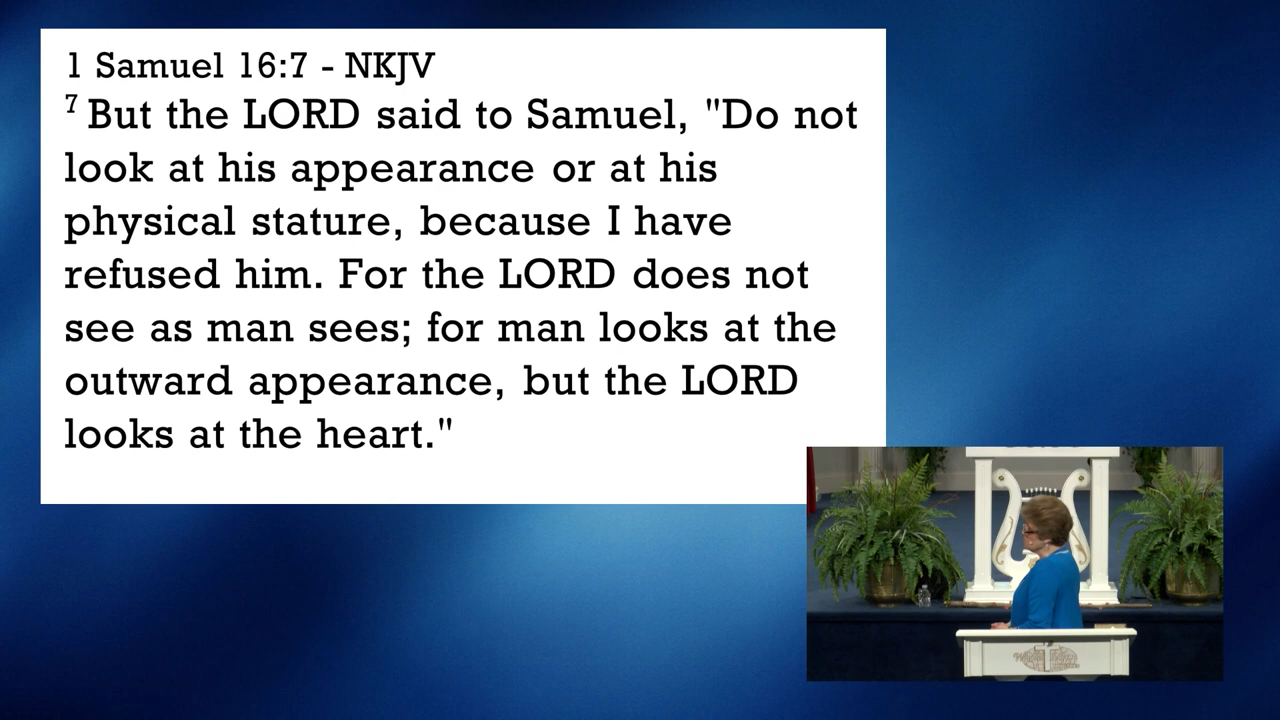 1 Samuel 16:7 - NKJV
7 But the LORD said to Samuel, "Do not
look at his appearance or at his
physical stature, because I have
refused him. For the LORD does not
see as man sees; for man looks at the
outward appearance, but the LORD
looks at the heart."